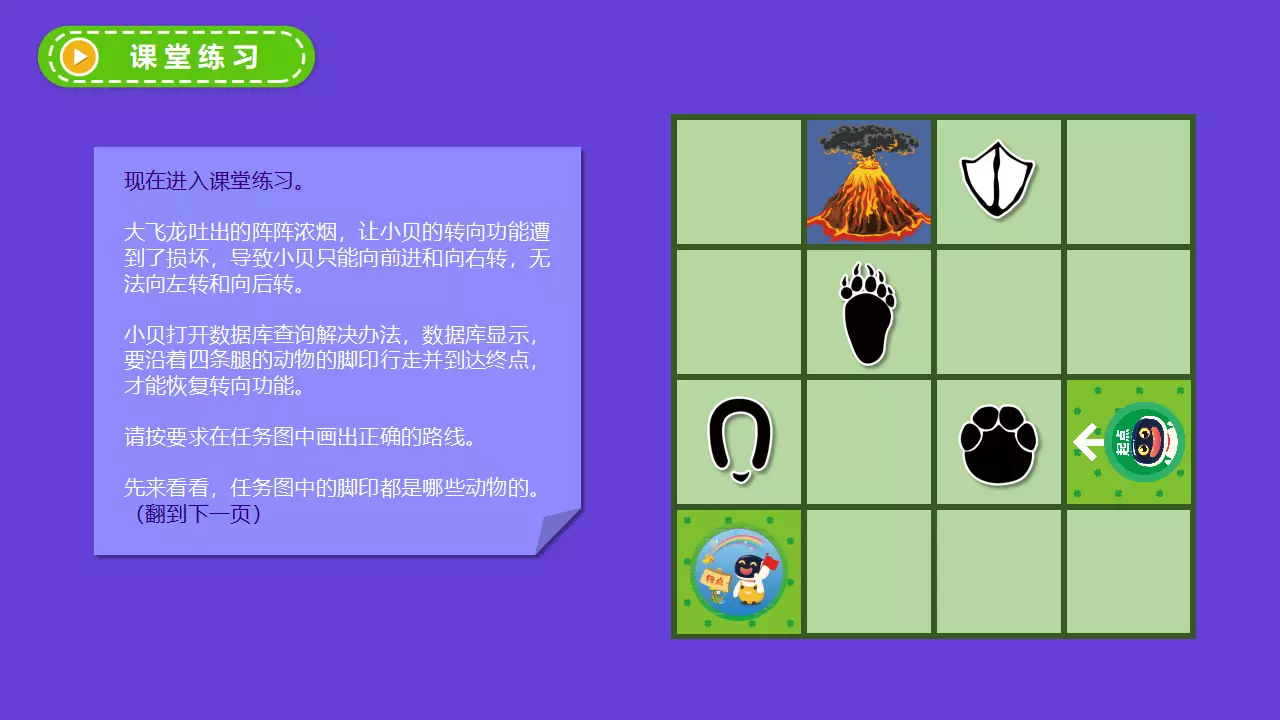 课堂练习
现在进入课堂练习。
大飞龙吐出的阵阵浓烟，让小贝的转向功能遭
到了损坏，导致小贝只能向前进和向右转，无
法向左转和向后转。
小贝打开数据库查询解决办法，数据库显示，
要沿着四条腿的动物的脚印行走并到达终点，
才能恢复转向功能。
请按要求在任务图中画出正确的路线。
先来看看，任务图中的脚印都是哪些动物的。
（翻到下一页）
起点
终点